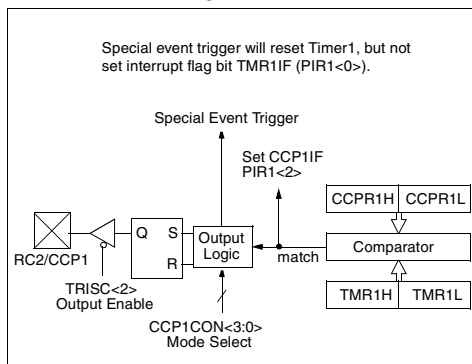 Special event trigger will reset Timer1, but not
set interrupt flag bit TMR1IF (PIR1<0>).
Special Event Trigger
Set CCP1IF
PIR1<2>
CCPR1H CCPR1L
Q S
R
Output
Logic
match
Comparator
RC2/CCP1
TRISC<2>
Output Enable
TMR1H TMR1L
CCP1CON<3:0>
Mode Select